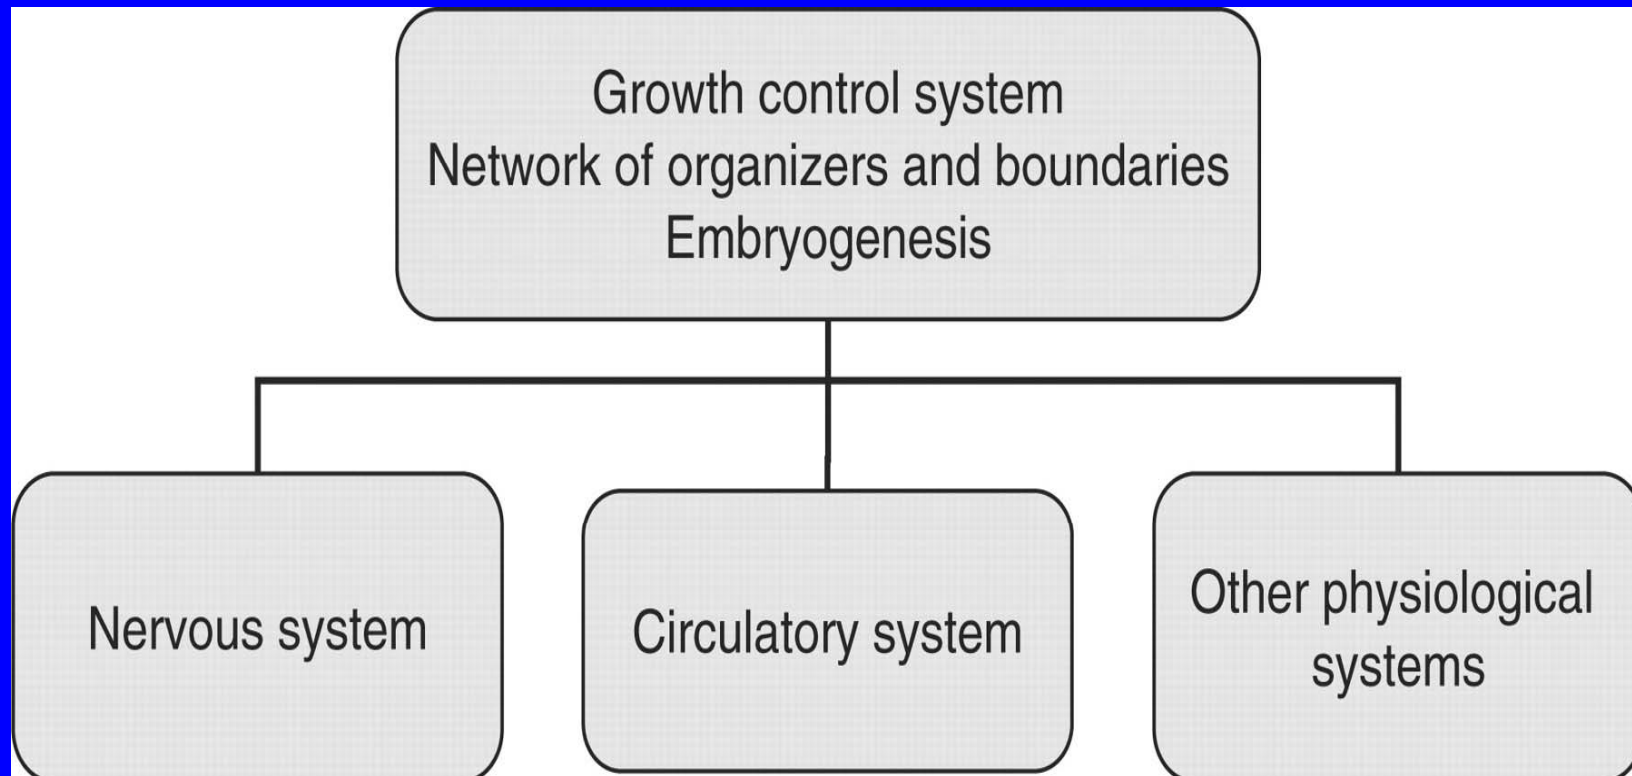 Growth control system
Network of organizers and boundaries
Embryogenesis
Nervous system
Circulatory system
Other physiological
systems